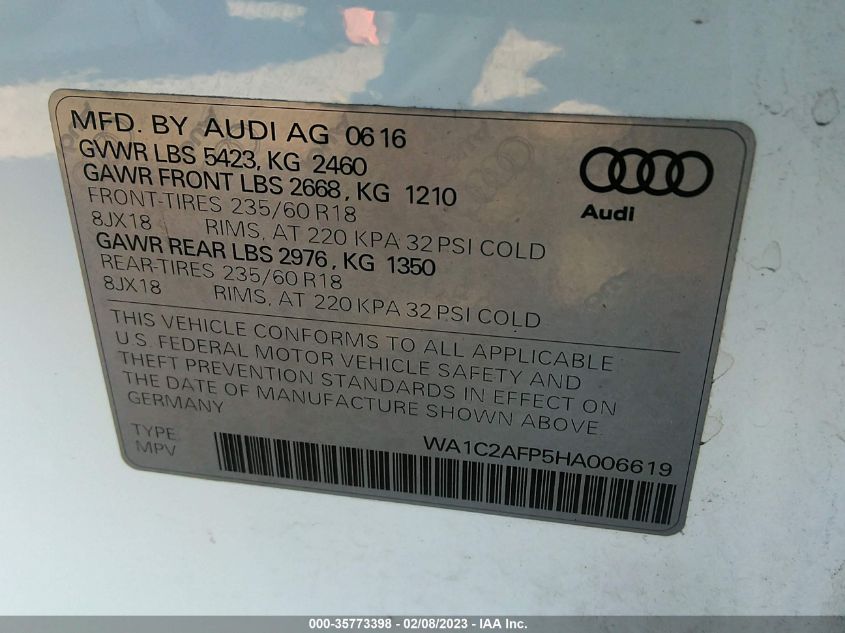 MFD. BY AUDI AG 0616
GVWR LBS 5423, KG 2460
GAWR FRONT LBS 2668, KG 1210
FRONT-TIRES 235/60 R18
8JX18 RIMS, AT 220 KPA 32 PSI COLD
GAWR REAR LBS 2976, KG 1350
REAR-TIRES 235/60 R18
8JX18 RIMS, AT 220 KPA 32 PSI COLD
Audi
THIS VEHICLE CONFORMS TO ALL APPLICABLE
U.S. FEDERAL MOTOR VEHICLE SAFETY AND
THEFT PREVENTION STANDARDS IN EFFECT ON
THE DATE OF MANUFACTURE SHOWN ABOVE.
GERMANY
TYPE: WA1C2AFP5HA006619
MPV
000-35773398 - 02/08/2023 - IAA Inc.